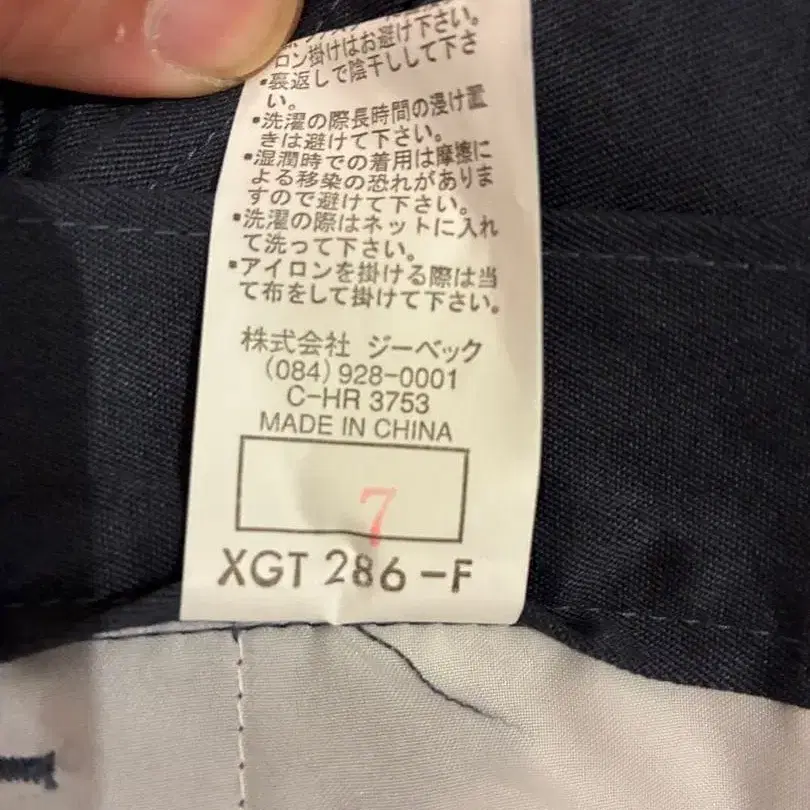 ロン掛けはお避け下さい。
・裏返しで陰干しして下さ
い。
・洗濯の際長時間の浸け置
きは避けて下さい。
・湿潤時での着用は摩擦に
よる移染の恐れがありま
すので避けて下さい。
・洗濯の際はネットに入れ
て洗って下さい。
・アイロンを掛ける際は当
て布をして掛けて下さい。
株式会社 ジーベック
(084)928-0001
C-HR 3753
MADE IN CHINA
7
XGT 286-F